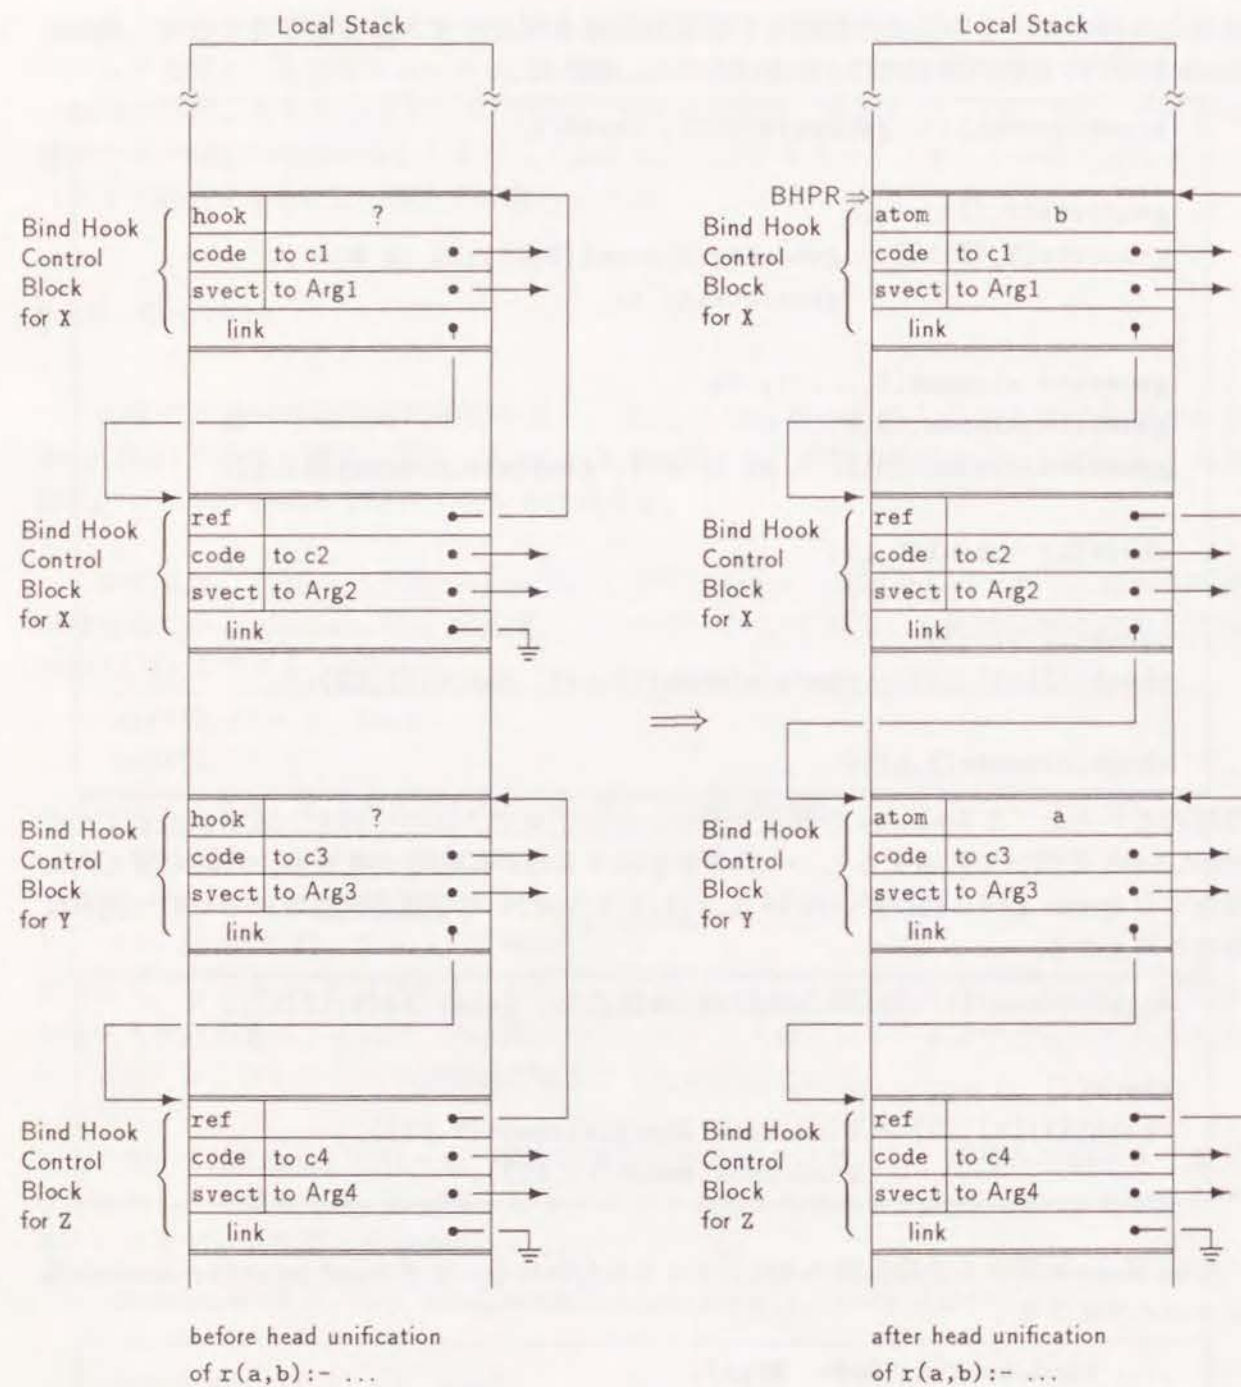 Local Stack
Bind Hook
Control
Block
for X
hook ?
code to c1
svect to Arg1
link
Bind Hook
Control
Block
for X
ref
code to c2
svect to Arg2
link
Bind Hook
Control
Block
for Y
hook ?
code to c3
svect to Arg3
link
Bind Hook
Control
Block
for Z
ref
code to c4
svect to Arg4
link
before head unification
of r(a,b):- ...
⇒
Local Stack
BHPR ⇒
Bind Hook
Control
Block
for X
atom b
code to c1
svect to Arg1
link
Bind Hook
Control
Block
for X
ref
code to c2
svect to Arg2
link
Bind Hook
Control
Block
for Y
atom a
code to c3
svect to Arg3
link
Bind Hook
Control
Block
for Z
ref
code to c4
svect to Arg4
link
after head unification
of r(a,b):- ...